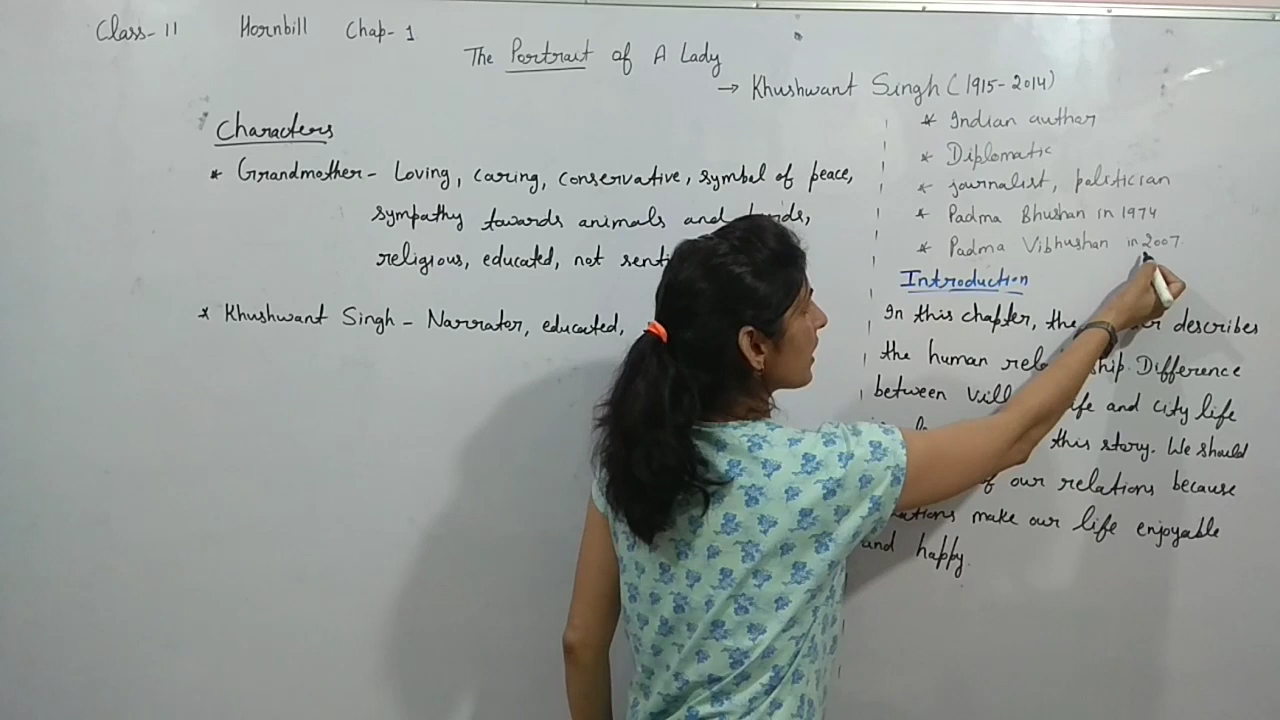 Class- 11 Hornbill Chap- 1
The Portrait of A Lady
→ Khushwant Singh (1915-2014)
* Indian author
* Diplomatic
* journalist, politician
* Padma Bhushan in 1974
* Padma Vibhushan in 2007
Characters
* Grandmother - Loving, caring, conservative, symbol of peace,
sympathy towards animals and
religious, educated, not
* Khushwant Singh - Narrator, educated,
Introduction
In this chapter, the describes
the human Difference
between life and city life
this story. We should
of our relations because
make our life enjoyable
and happy.